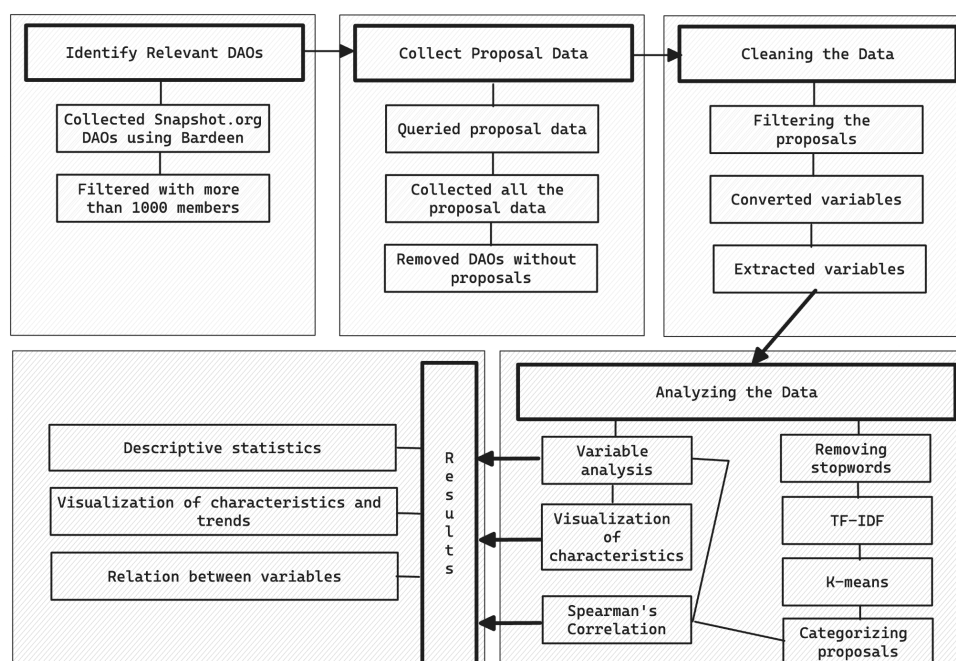 Identify Relevant DAOs
Collected Snapshot.org
DAOs using Bardeen
Filtered with more
than 1000 members
Collect Proposal Data
Queried proposal data
Collected all the
proposal data
Removed DAOs without
proposals
Cleaning the Data
Filtering the
proposals
Converted variables
Extracted variables
Analyzing the Data
Variable
analysis
Visualization
of
characteristics
Spearman's
Correlation
Removing
stopwords
TF-IDF
K-means
Categorizing
proposals
Results
Descriptive statistics
Visualization of characteristics and
trends
Relation between variables